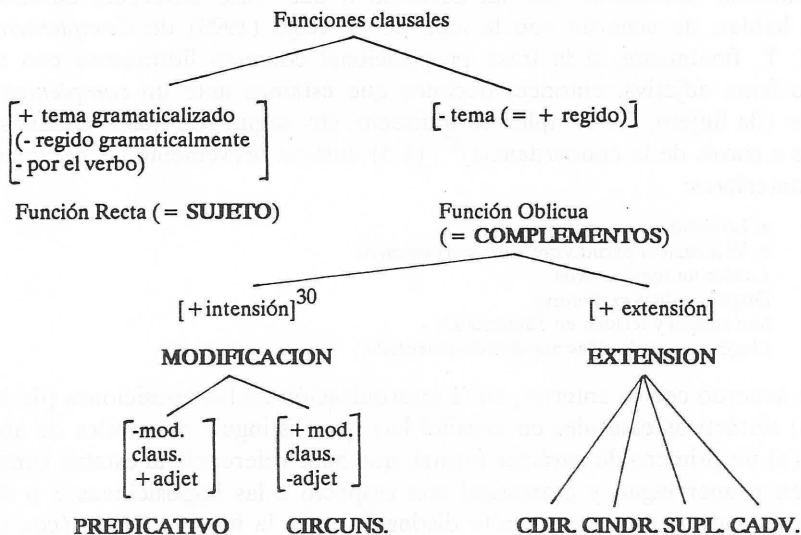 Funciones clausales
+ tema gramaticalizado
(- regido gramaticalmente
- por el verbo)
[- tema ( = + regido)]
Función Recta ( = SUJETO)
Función Oblicua
( = COMPLEMENTOS)
[ +intensión]30
[ + extensión]
MODIFICACION
EXTENSION
-mod.
claus.
+adjet
+ mod.
claus.
-adjet
PREDICATIVO CIRCUNS.
CDIR. CINDR. SUPL. CADV.